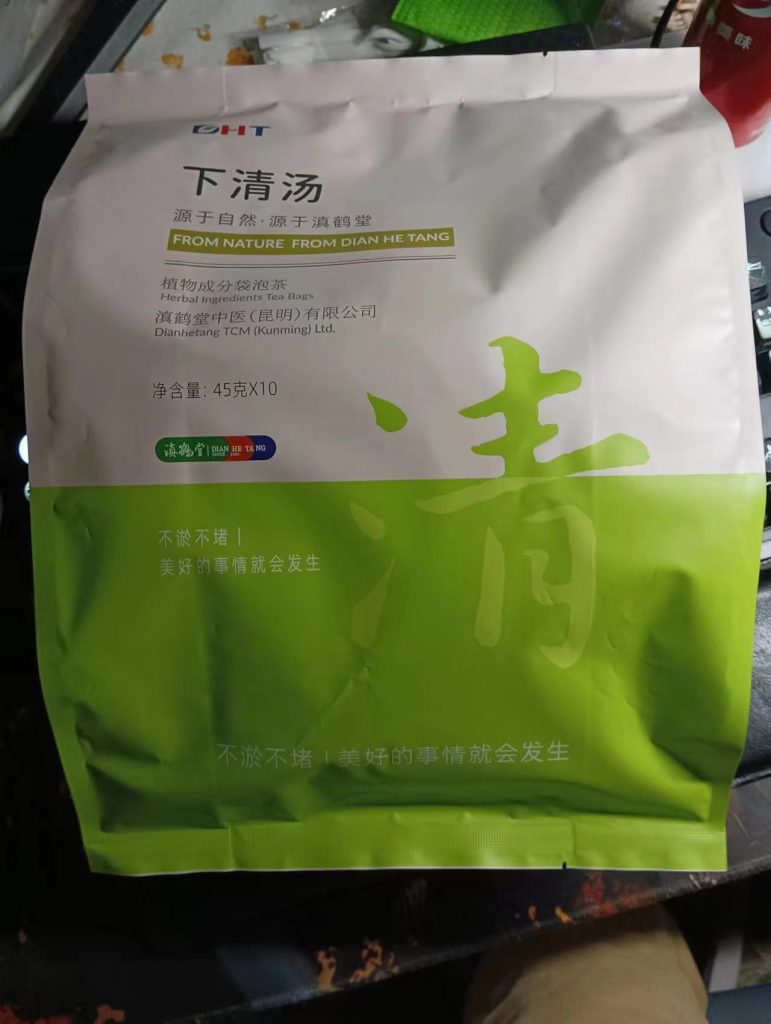 美味
DHT
下清汤
源于自然·源于滇鹤堂
FROM NATURE FROM DIAN HE TANG
植物成分袋泡茶
Herbal Ingredients Tea Bags
滇鹤堂中医(昆明)有限公司
Dianhetang TCM (Kunming) Ltd.
净含量: 45克X10
滇鹤堂 | DIAN HE TANG
清
不淤不堵 |
美好的事情就会发生
不淤不堵 | 美好的事情就会发生